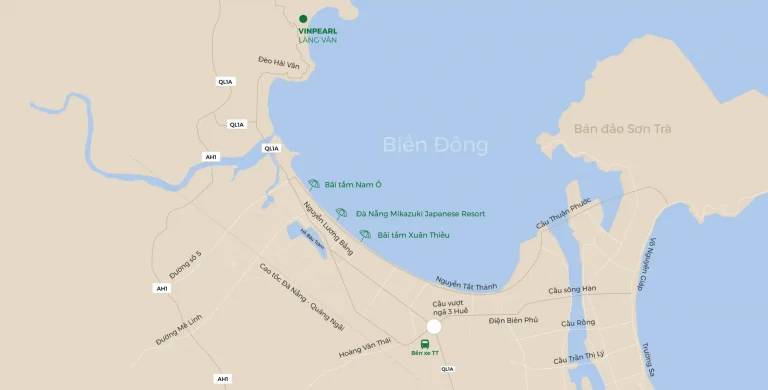 VINPEARL
LÀNG VÂN
Đèo Hải Vân
QL1A
QL1A
AH1
QL1A
Biển Đông
Bán đảo Sơn Trà
Bãi tắm Nam Ô
Đà Nẵng Mikazuki Japanese Resort
Bãi tắm Xuân Thiều
Nguyễn Lương Bằng
Hồ Bàu Tràm
Cầu Thuận Phước
Võ Nguyên Giáp
Đường số 5
Cao tốc Đà Nẵng - Quảng Ngãi
AH1
Nguyễn Tất Thành
Cầu sông Hàn
Cầu vượt
ngã 3 Huế
Điện Biên Phủ
Cầu Rồng
Đường Mê Linh
Hoàng Văn Thái
Bến xe TT
Cầu Trần Thị Lý
Trường Sa
QL1A
AH1